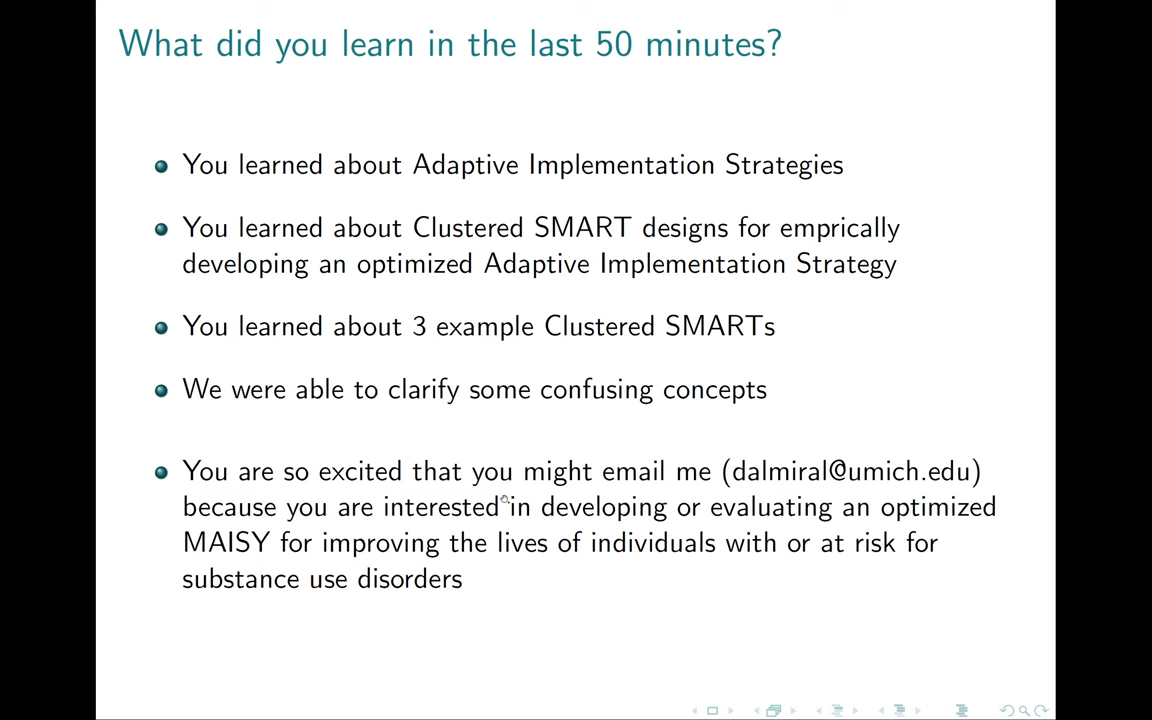 What did you learn in the last 50 minutes?
You learned about Adaptive Implementation Strategies
You learned about Clustered SMART designs for emprically
developing an optimized Adaptive Implementation Strategy
You learned about 3 example Clustered SMARTs
We were able to clarify some confusing concepts
You are so excited that you might email me (dalmiral@umich.edu)
because you are interested in developing or evaluating an optimized
MAISY for improving the lives of individuals with or at risk for
substance use disorders